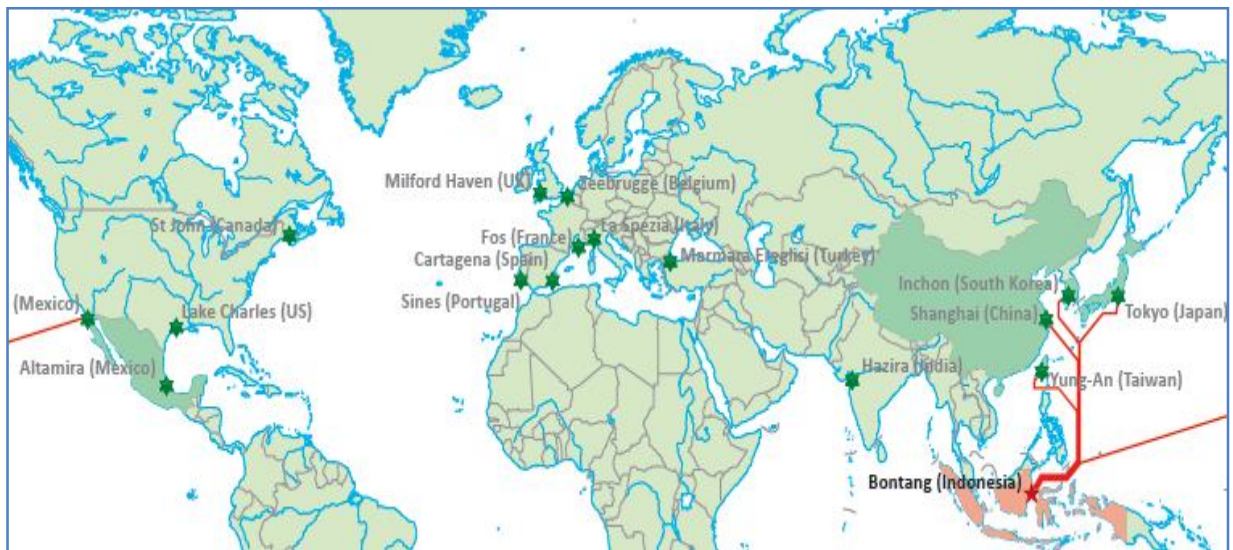 Milford Haven (UK)
Zeebrugge (Belgium)
St John (Canada)
La Spezia (Italy)
Fos (France)
Cartagena (Spain)
Marmara Ereglisi (Turkey)
Inchon (South Korea)
(Mexico)
Lake Charles (US)
Sines (Portugal)
Shanghai (China)
Tokyo (Japan)
Altamira (Mexico)
Hazira (India)
Yung-An (Taiwan)
Bontang (Indonesia)